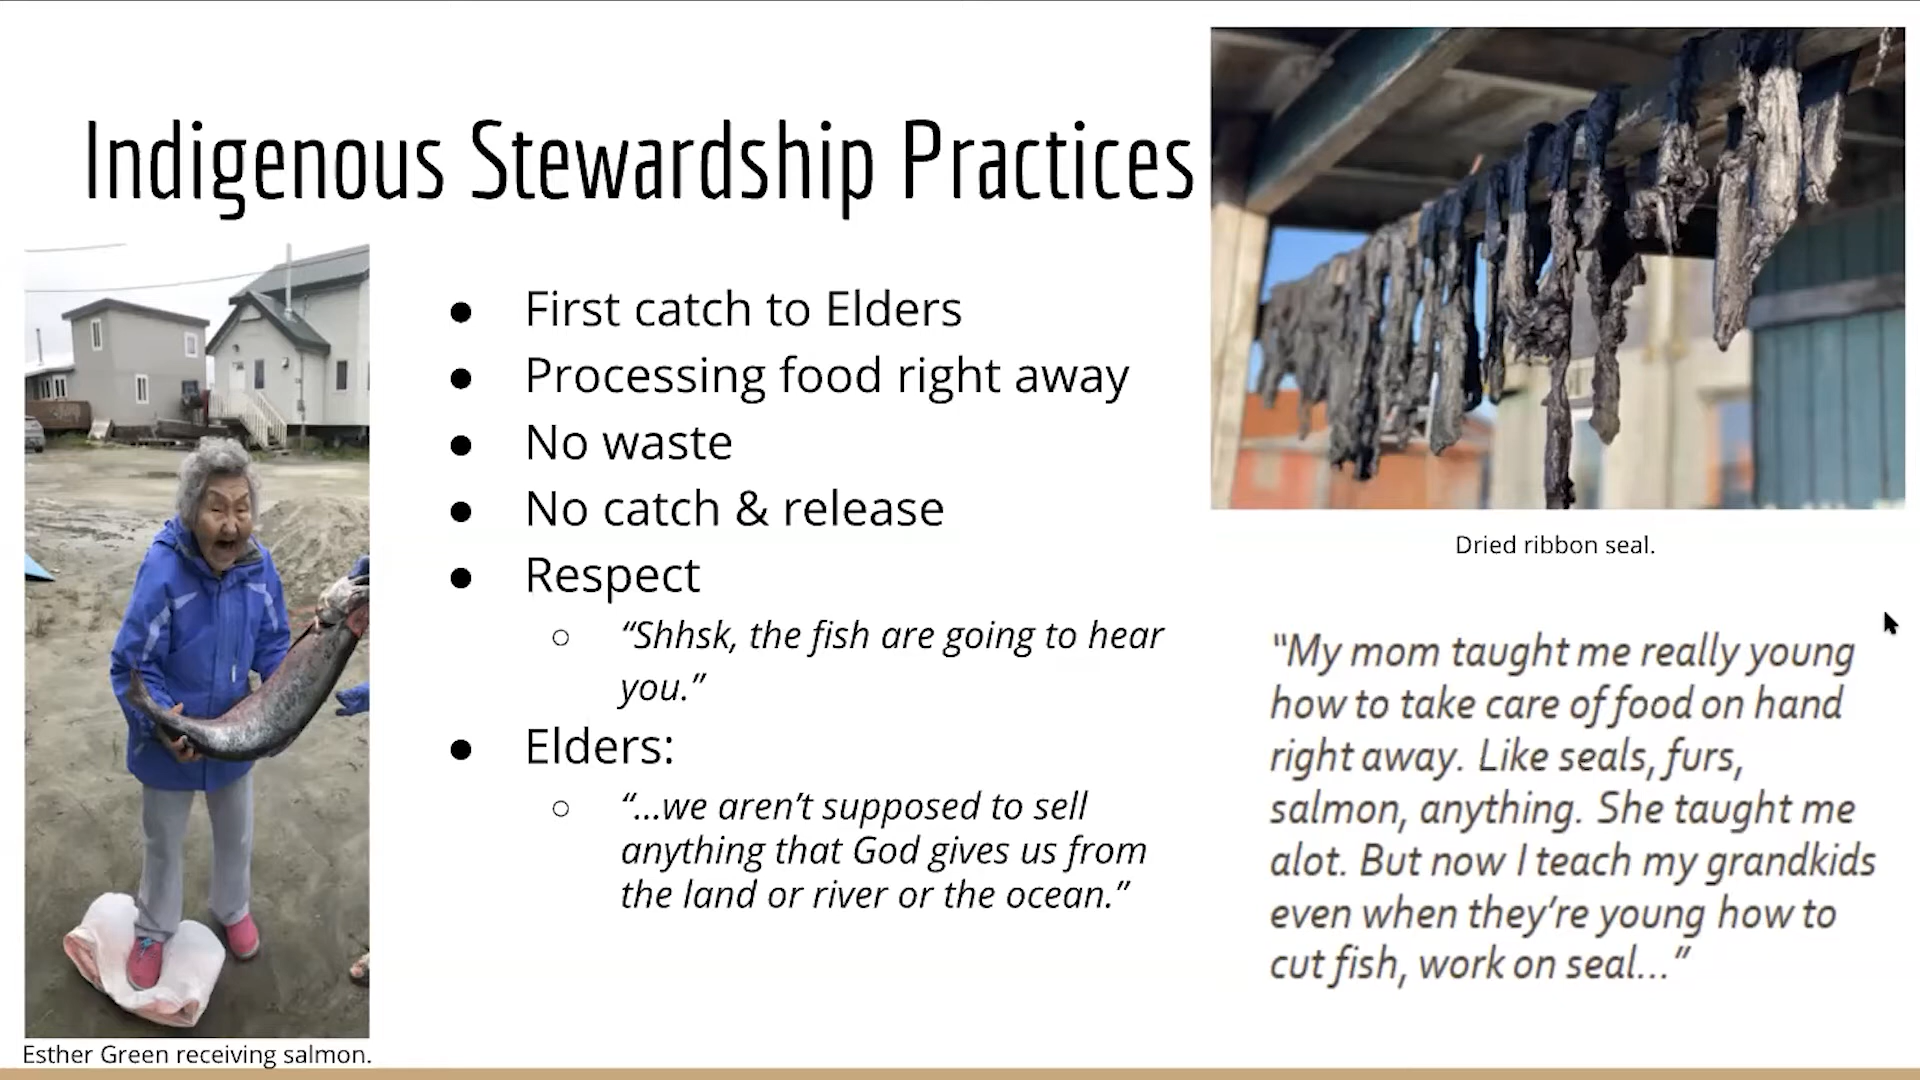 Indigenous Stewardship Practices
● First catch to Elders
● Processing food right away
● No waste
● No catch & release
● Respect
○ “Shhsk, the fish are going to hear
you.”
● Elders:
○ “...we aren’t supposed to sell
anything that God gives us from
the land or river or the ocean.”
Esther Green receiving salmon.
Dried ribbon seal.
“My mom taught me really young
how to take care of food on hand
right away. Like seals, furs,
salmon, anything. She taught me
alot. But now I teach my grandkids
even when they’re young how to
cut fish, work on seal...”